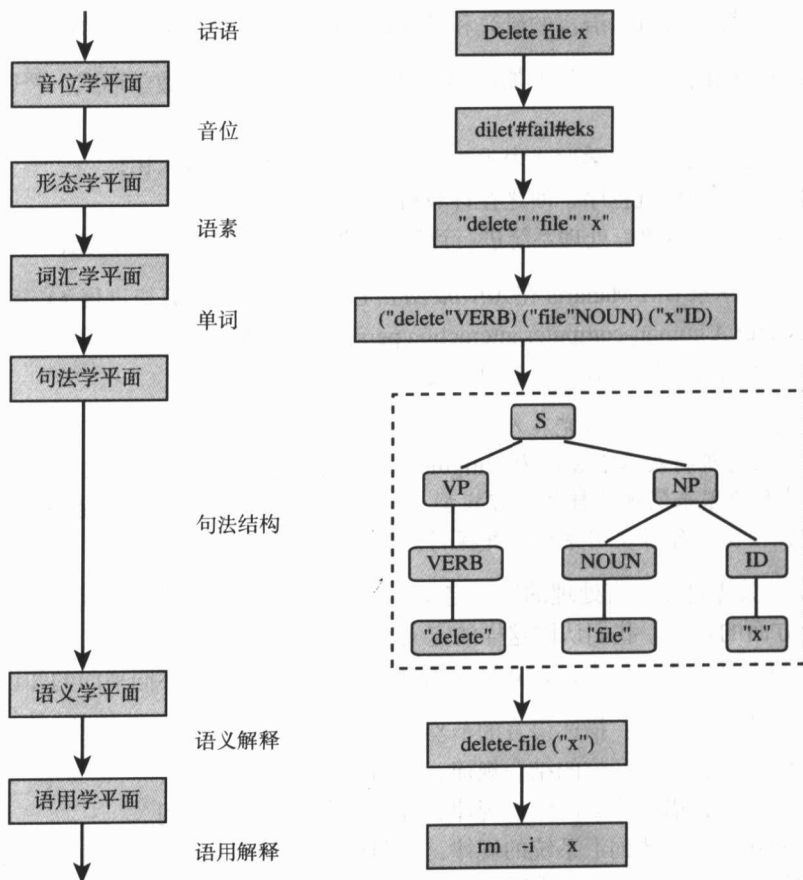 话语
Delete file x
音位学平面
音位
dilet'#fail#eks
形态学平面
语素
"delete" "file" "x"
词汇学平面
单词
("delete"VERB) ("file"NOUN) ("x"ID)
句法学平面
S
VP
NP
句法结构
VERB
NOUN
ID
"delete"
"file"
"x"
语义学平面
语义解释
delete-file ("x")
语用学平面
语用解释
rm -i x